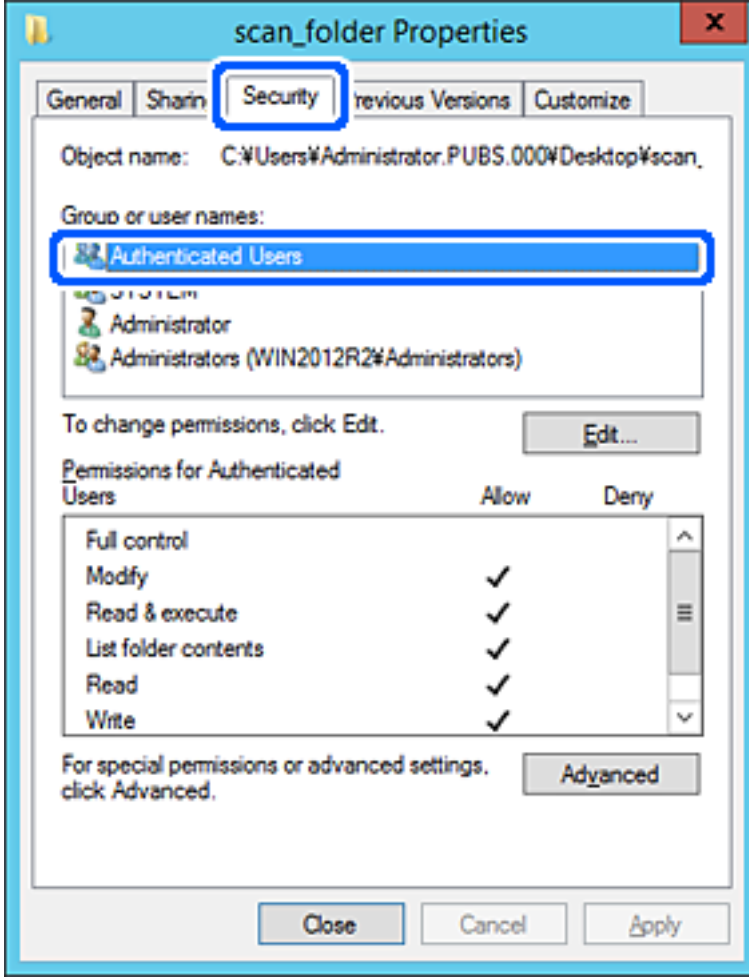 scan_folder Properties
x
General Sharin Security revious Versions Customize
Object name: C:¥Users¥Administrator.PUBS.000¥Desktop¥scan_
Group or user names:
Authenticated Users
SYSTEM
Administrator
Administrators (WIN2012R2¥Administrators)
To change permissions, click Edit.
Edit...
Permissions for Authenticated
Users Allow Deny
Full control
Modify
Read & execute
List folder contents
Read
Write
For special permissions or advanced settings,
click Advanced.
Advanced
Close Cancel Apply